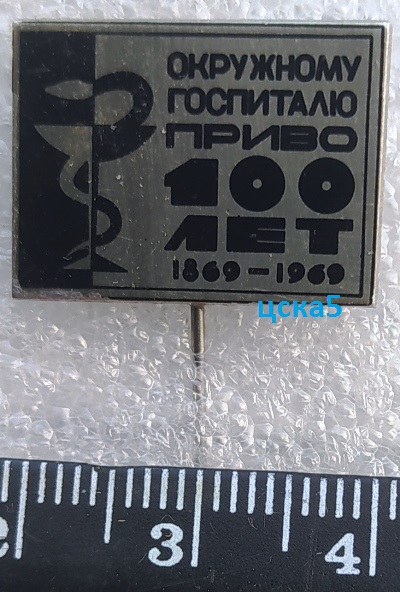 ОКРУЖНОМУ
ГОСПИТАЛЮ
ПРИВО
100
ЛЕТ
1869-1969
цска5
3 4